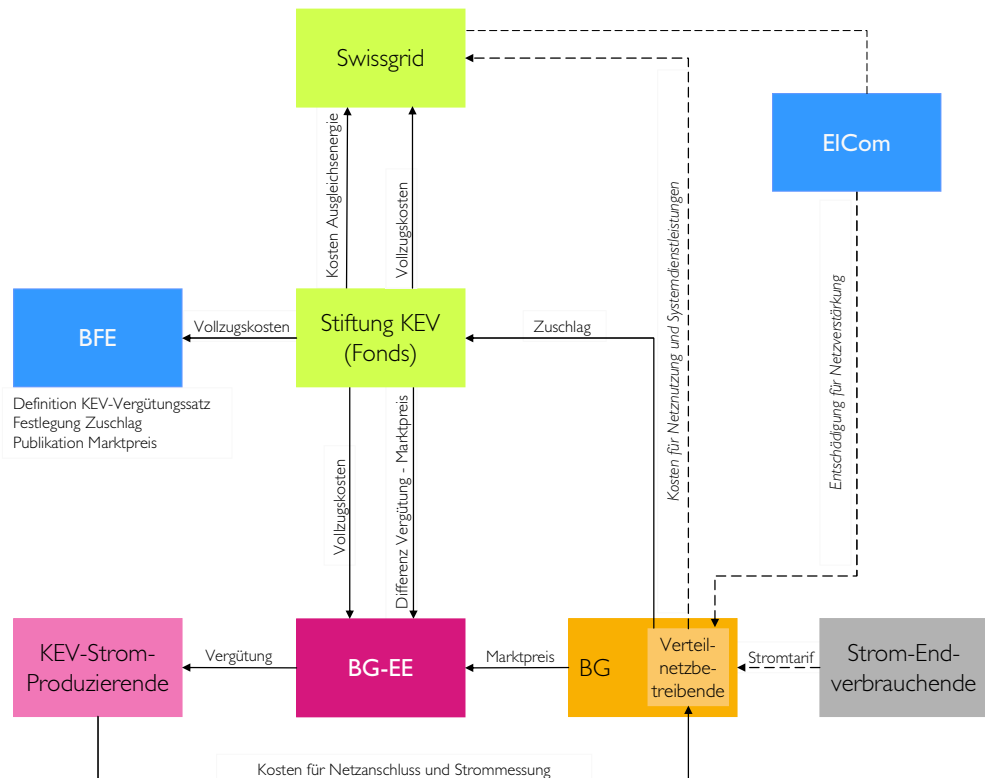 Swissgrid
ElCom
Kosten Ausgleichsenergie
Vollzugskosten
Kosten für Netznutzung und Systemdienstleistungen
Entschädigung für Netzverstärkung
BFE
Vollzugskosten
Stiftung KEV
(Fonds)
Zuschlag
Definition KEV-Vergütungssatz
Festlegung Zuschlag
Publikation Marktpreis
Vollzugskosten
Differenz Vergütung - Marktpreis
KEV-Strom-
Produzierende
Vergütung
BG-EE
Marktpreis
BG
Verteil-
netzbe-
treibende
Stromtarif
Strom-End-
verbrauchende
Kosten für Netzanschluss und Strommessung